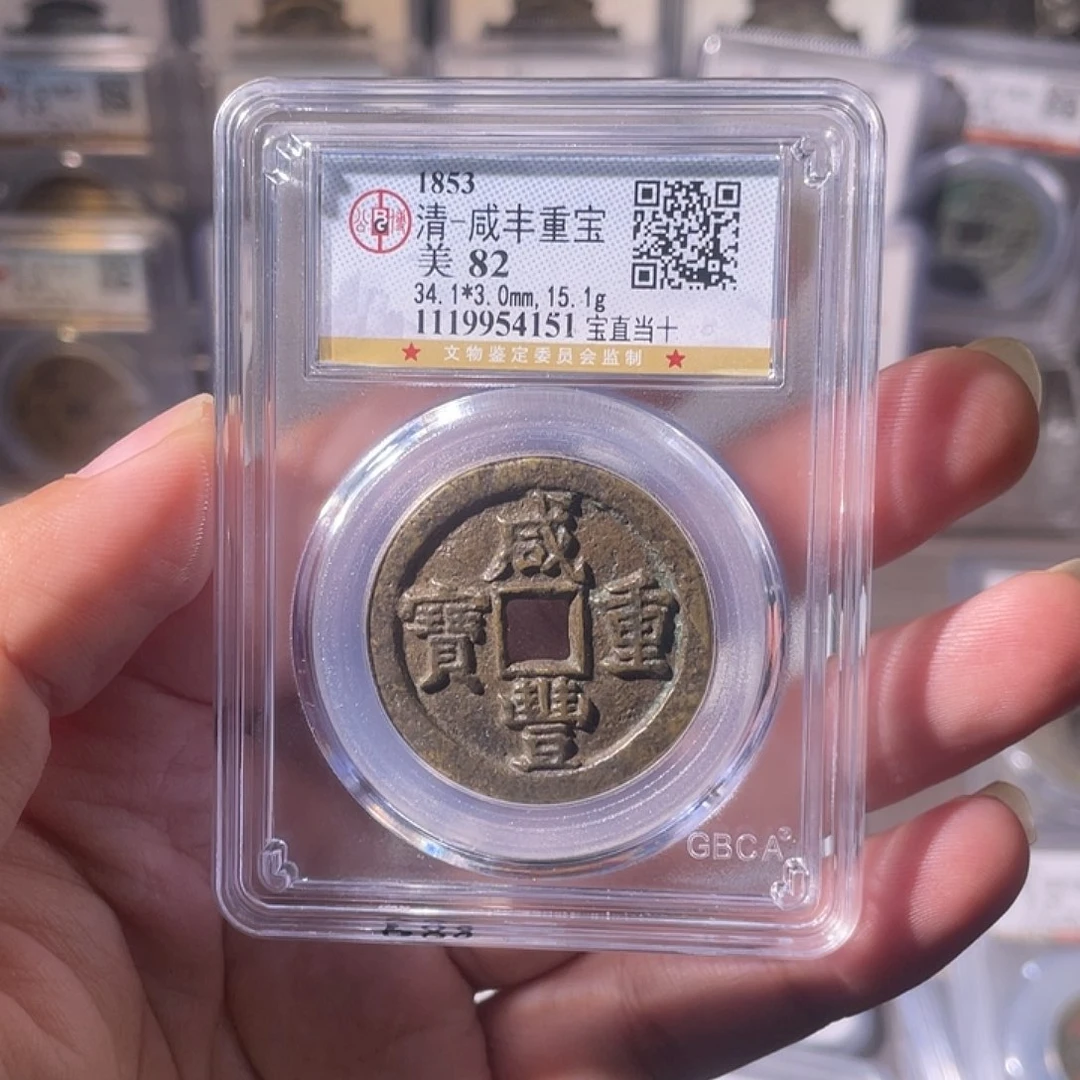 1853
清-咸丰重宝
美 82
34.1*3.0mm, 15.1g
1119954151 宝直当十
★ 文物鉴定委员会监制 ★
咸
寶 重
豐
GBCA